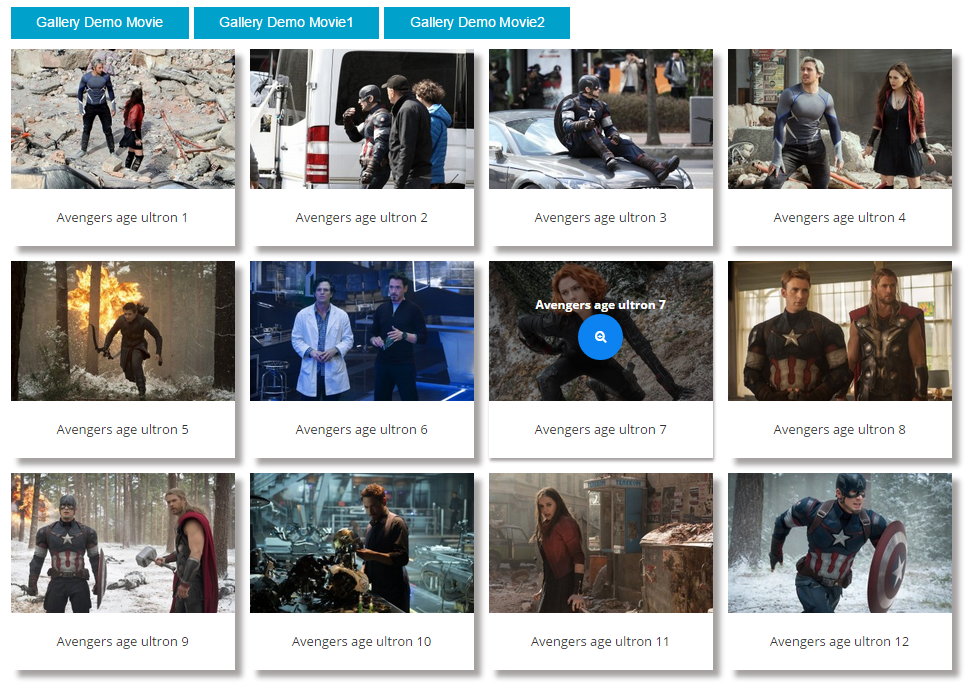 Gallery Demo Movie
Gallery Demo Movie1
Gallery Demo Movie2
Avengers age ultron 1
Avengers age ultron 2
Avengers age ultron 3
Avengers age ultron 4
Avengers age ultron 7
Avengers age ultron 5
Avengers age ultron 6
Avengers age ultron 7
Avengers age ultron 8
ТЕЛЕФОН
Avengers age ultron 9
Avengers age ultron 10
Avengers age ultron 11
Avengers age ultron 12